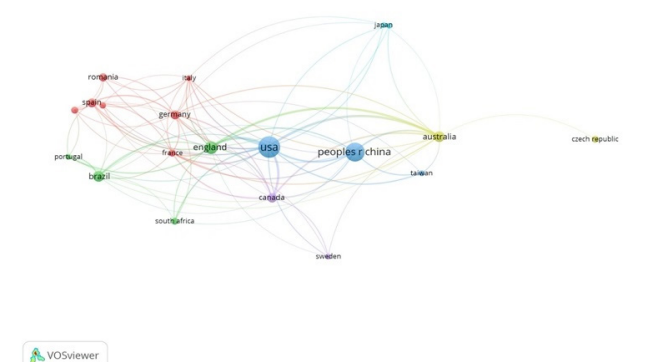 japan
romania
italy
spain
germany
australia
czech republic
england
usa
peoples r china
france
portugal
brazil
taiwan
canada
south africa
sweden
VOSviewer